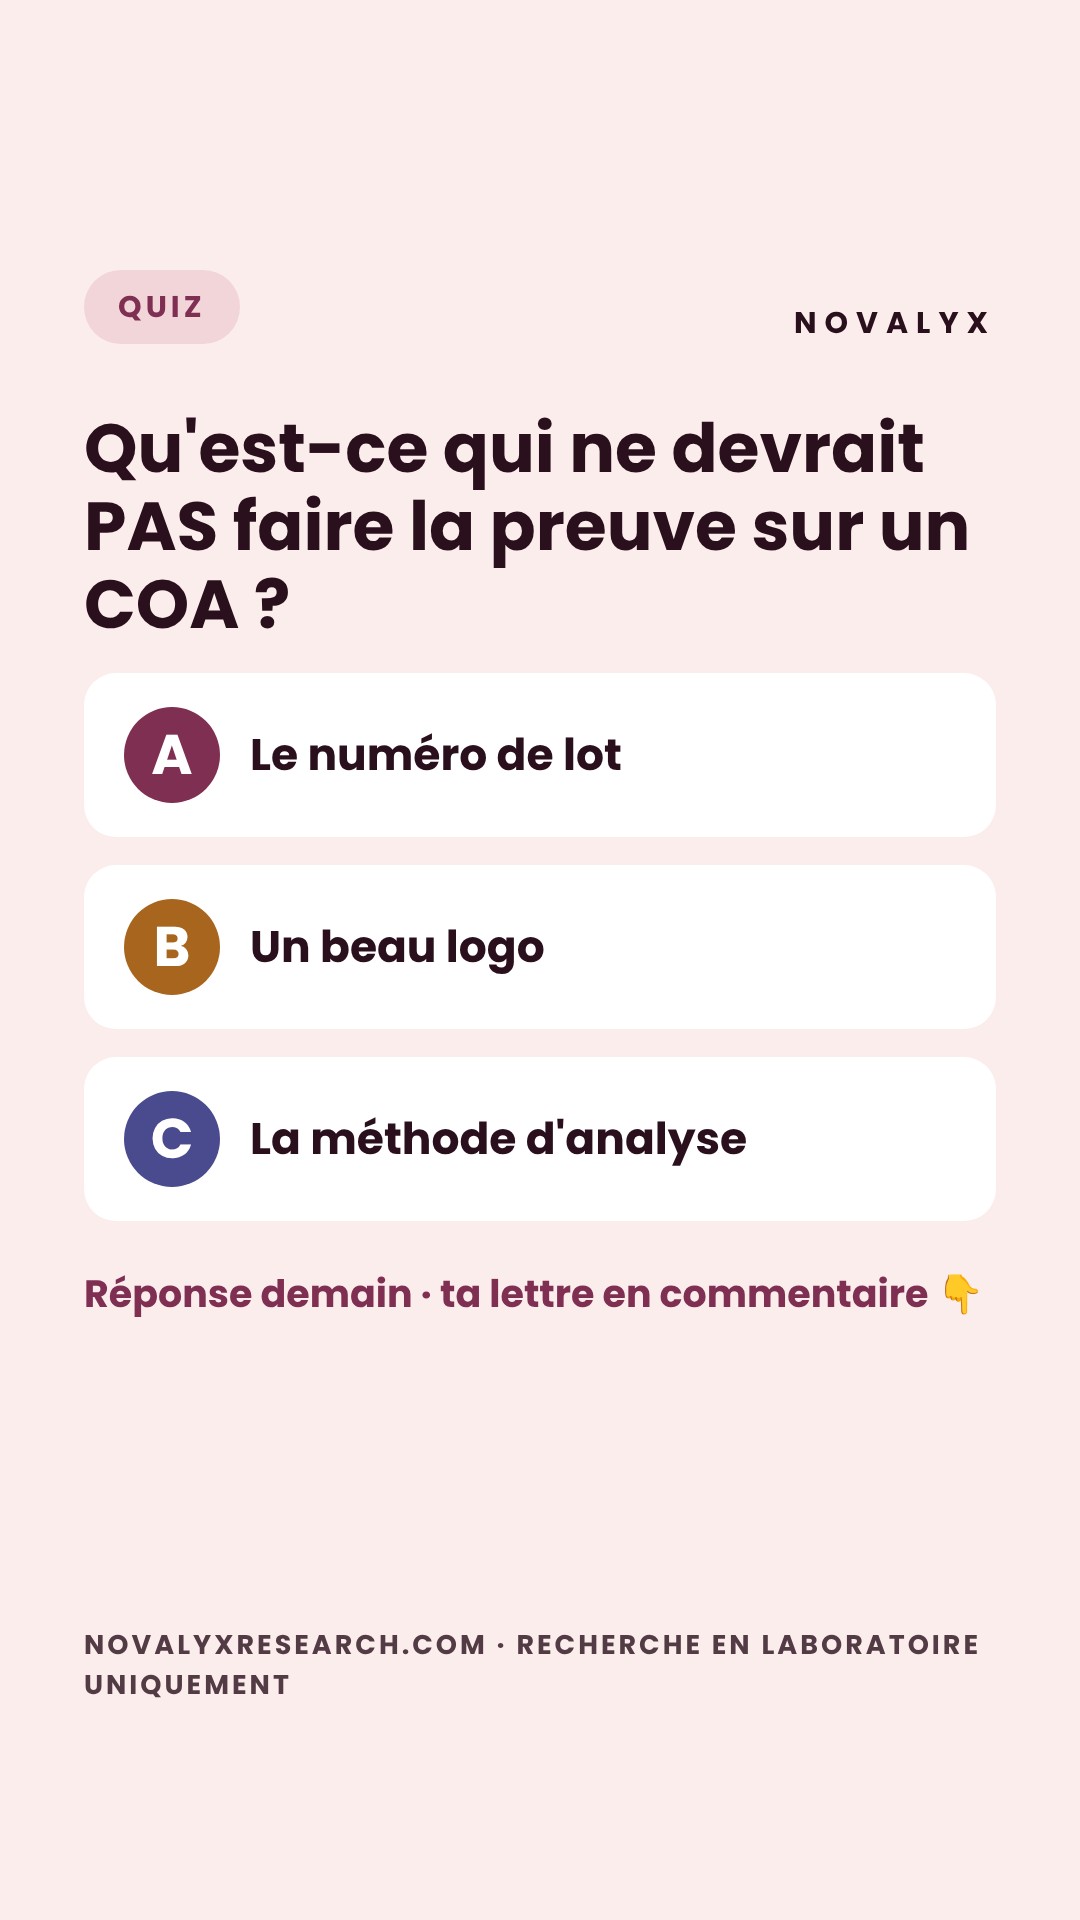 QUIZ
NOVALYX
Qu'est-ce qui ne devrait
PAS faire la preuve sur un
COA ?
A Le numéro de lot
B Un beau logo
C La méthode d'analyse
Réponse demain · ta lettre en commentaire 👇
NOVALYXRESEARCH.COM · RECHERCHE EN LABORATOIRE
UNIQUEMENT